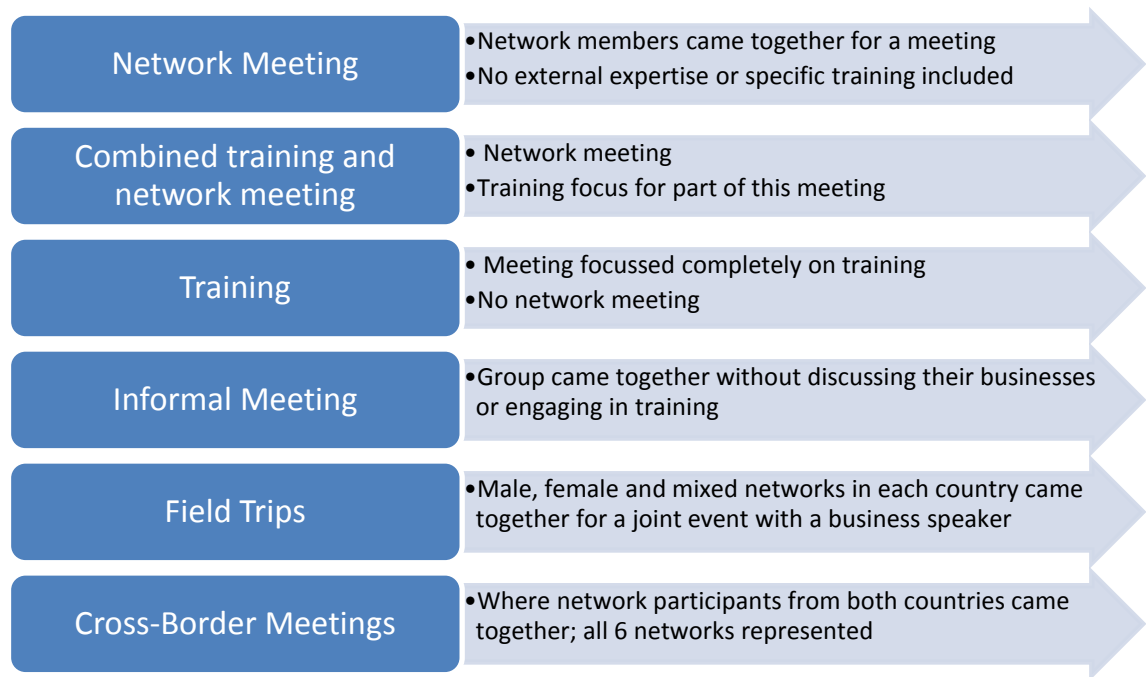 Network Meeting
•Network members came together for a meeting
•No external expertise or specific training included
Combined training and
network meeting
• Network meeting
•Training focus for part of this meeting
Training
• Meeting focussed completely on training
•No network meeting
Informal Meeting
•Group came together without discussing their businesses
or engaging in training
Field Trips
•Male, female and mixed networks in each country came
together for a joint event with a business speaker
Cross-Border Meetings
•Where network participants from both countries came
together; all 6 networks represented